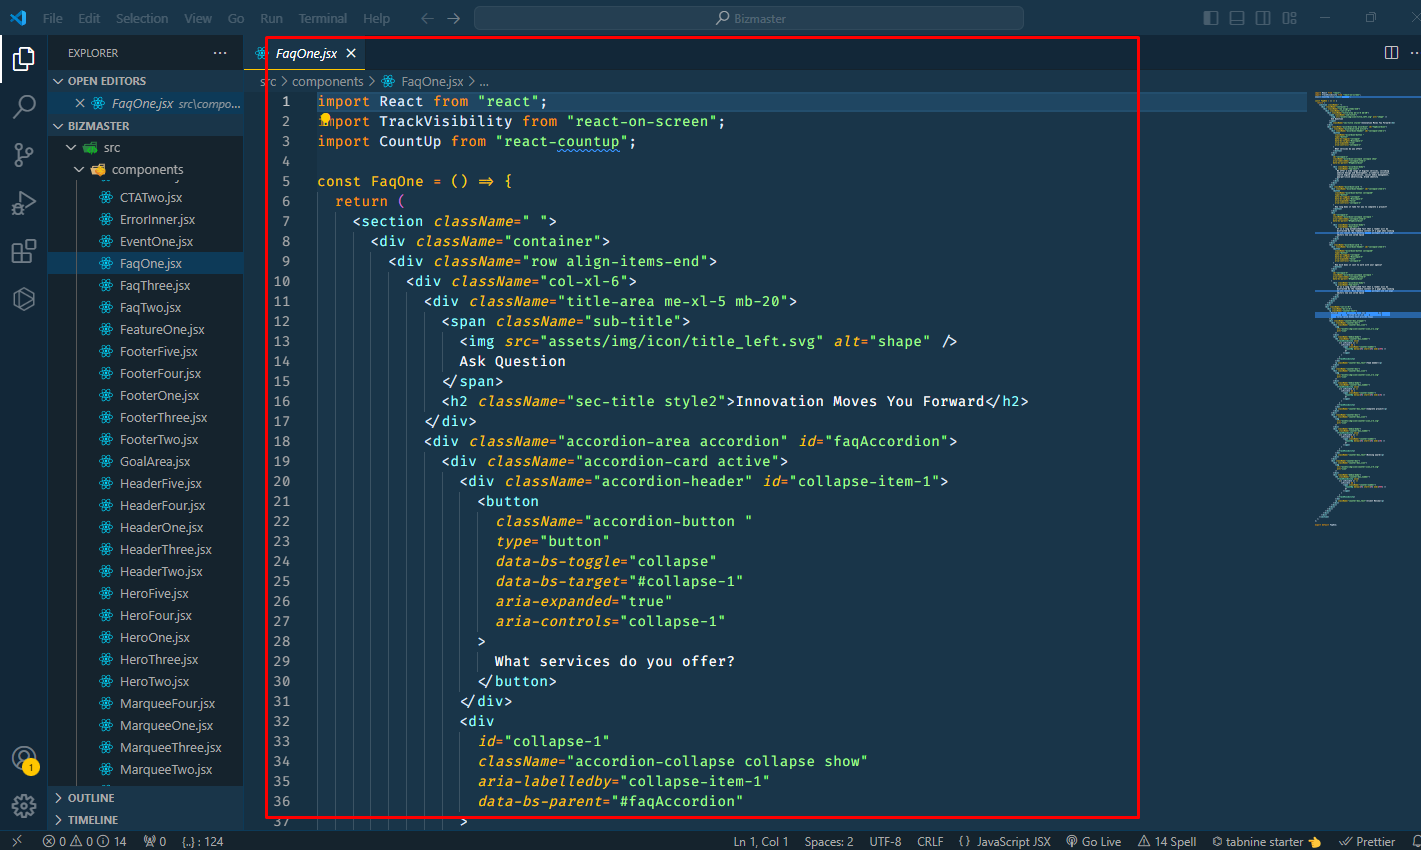 File Edit Selection View Go Run Terminal Help
Bizmaster
EXPLORER
OPEN EDITORS
FaqOne.jsx src\compo...
BIZMASTER
src
components
CTATwo.jsx
ErrorInner.jsx
EventOne.jsx
FaqOne.jsx
FaqThree.jsx
FaqTwo.jsx
FeatureOne.jsx
FooterFive.jsx
FooterFour.jsx
FooterOne.jsx
FooterThree.jsx
FooterTwo.jsx
GoalArea.jsx
HeaderFive.jsx
HeaderFour.jsx
HeaderOne.jsx
HeaderThree.jsx
HeaderTwo.jsx
HeroFive.jsx
HeroFour.jsx
HeroOne.jsx
HeroThree.jsx
HeroTwo.jsx
MarqueeFour.jsx
MarqueeOne.jsx
MarqueeThree.jsx
MarqueeTwo.jsx
OUTLINE
TIMELINE
1
FaqOne.jsx
src > components > FaqOne.jsx > ...
1 import React from "react";
2 import TrackVisibility from "react-on-screen";
3 import CountUp from "react-countup";
4
5 const FaqOne = () => {
6 return (
7 <section className=" ">
8 <div className="container">
9 <div className="row align-items-end">
10 <div className="col-xl-6">
11 <div className="title-area me-xl-5 mb-20">
12 <span className="sub-title">
13 <img src="assets/img/icon/title_left.svg" alt="shape" />
14 Ask Question
15 </span>
16 <h2 className="sec-title style2">Innovation Moves You Forward</h2>
17 </div>
18 <div className="accordion-area accordion" id="faqAccordion">
19 <div className="accordion-card active">
20 <div className="accordion-header" id="collapse-item-1">
21 <button
22 className="accordion-button "
23 type="button"
24 data-bs-toggle="collapse"
25 data-bs-target="#collapse-1"
26 aria-expanded="true"
27 aria-controls="collapse-1"
28 >
29 What services do you offer?
30 </button>
31 </div>
32 <div
33 id="collapse-1"
34 className="accordion-collapse collapse show"
35 aria-labelledby="collapse-item-1"
36 data-bs-parent="#faqAccordion"
37 >
0 0 14 0 {..} : 124 Ln 1, Col 1 Spaces: 2 UTF-8 CRLF { } JavaScript JSX Go Live 14 Spell tabnine starter Prettier